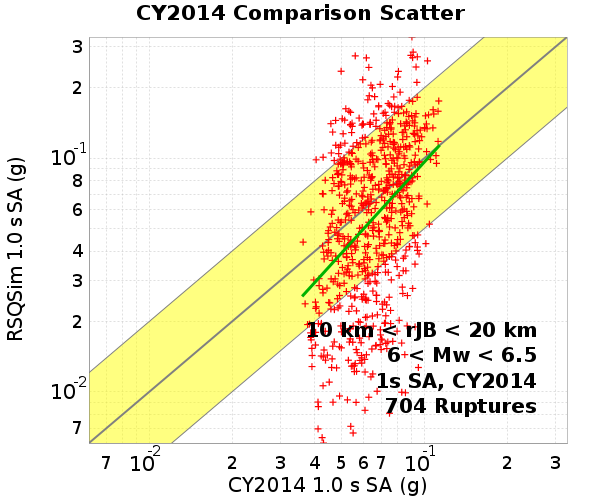 CY2014 Comparison Scatter
RSQSim 1.0 s SA (g)
3
2
10-1
8
6
4
3
2
10-2
7
10 km < rJB < 20 km
6 < Mw < 6.5
1s SA, CY2014
704 Ruptures
7 10-2 2 3 4 5 6 7 10-1 2 3
CY2014 1.0 s SA (g)